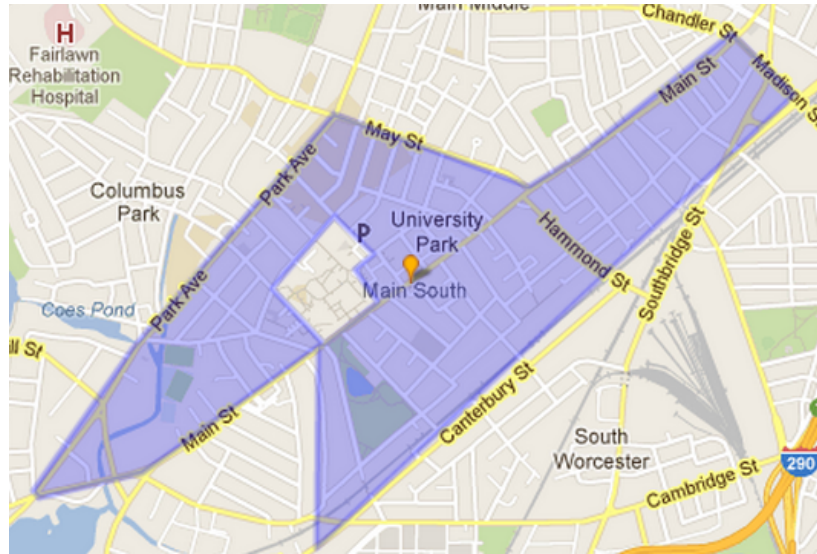 Main Middle
Chandler St
H
Fairlawn
Rehabilitation
Hospital
Main St
Madison St
May St
Park Ave
Columbus
Park
P
University
Park
Hammond St
Southbridge St
Main South
Park Ave
Coes Pond
ll St
Main St
Canterbury St
South
Worcester
290
Cambridge St